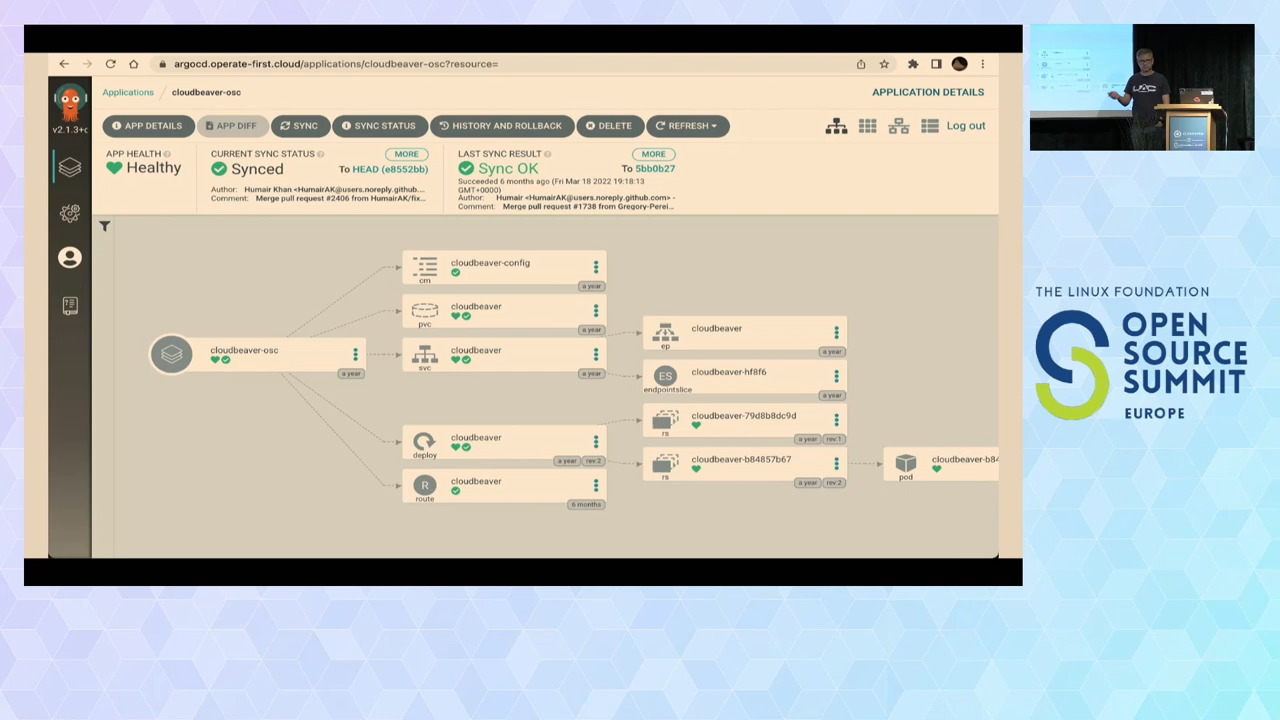 argocd.operate-first.cloud/applications/cloudbeaver-osc?resource=
v2.1.3+c
Applications / cloudbeaver-osc
APPLICATION DETAILS
APP DETAILS
APP DIFF
SYNC
SYNC STATUS
HISTORY AND ROLLBACK
DELETE
REFRESH
Log out
APP HEALTH
Healthy
CURRENT SYNC STATUS
MORE
Synced
To HEAD (e8552bb)
Author: Humair Khan <HumairAK@users.noreply.github...
Comment: Merge pull request #2406 from HumairAK/fix...
LAST SYNC RESULT
MORE
Sync OK
To 5bb0b27
Succeeded 6 months ago (Fri Mar 18 2022 19:18:13
GMT+0000)
Author: Humair <HumairAK@users.noreply.github.com> -
Comment: Merge pull request #1738 from Gregory-Perei...
cloudbeaver-osc
a year
cm
cloudbeaver-config
a year
pvc
cloudbeaver
a year
svc
cloudbeaver
a year
deploy
cloudbeaver
a year
rev:2
R
route
cloudbeaver
6 months
ep
cloudbeaver
a year
ES
endpointslice
cloudbeaver-hf8f6
a year
rs
cloudbeaver-79d8b8dc9d
a year
rev:1
rs
cloudbeaver-b84857b67
a year
rev:2
pod
cloudbeaver-b84
THE LINUX FOUNDATION
OPEN
SOURCE
SUMMIT
EUROPE